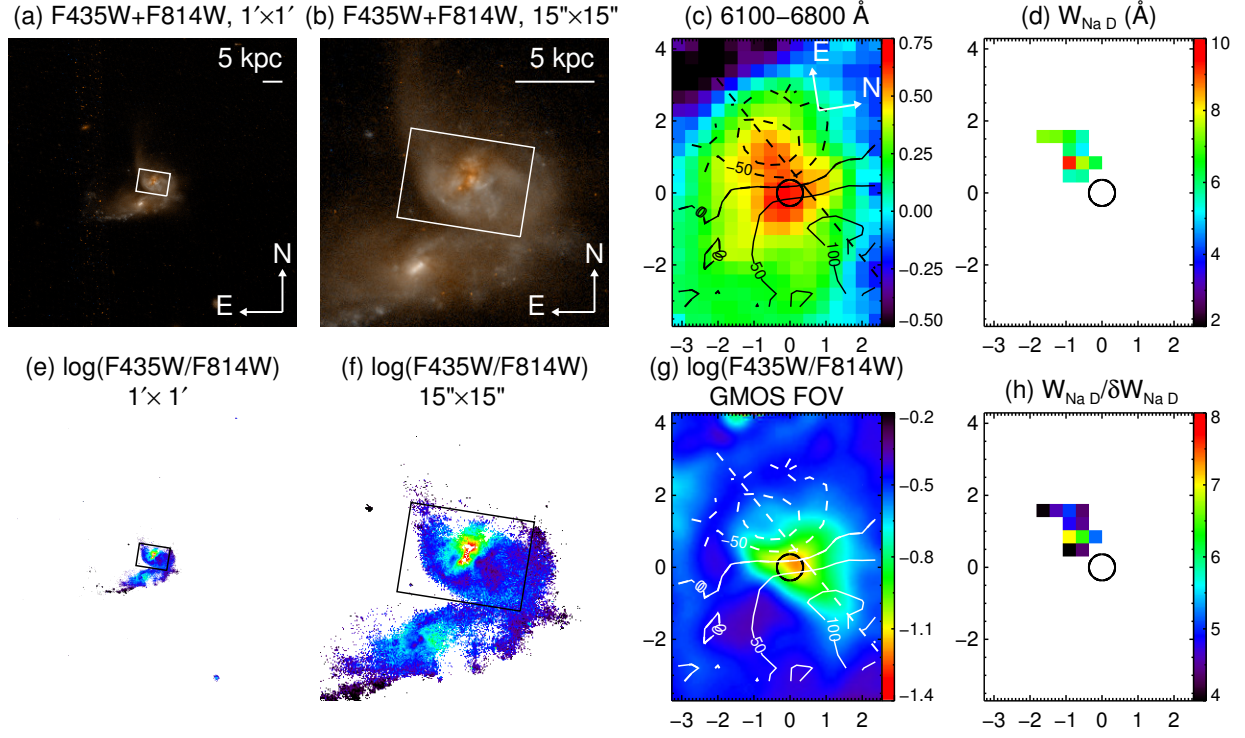 (a) F435W+F814W, 1′×1′
(b) F435W+F814W, 15"×15"
(c) 6100−6800 Å
(d) W_Na D (Å)
5 kpc
5 kpc
E
N
N
E
N
E
−50
0
0
50
100
4
2
0
−2
−3 −2 −1 0 1 2
0.75
0.50
0.25
0.00
−0.25
−0.50
4
2
0
−2
−3 −2 −1 0 1 2
10
8
6
4
2
(e) log(F435W/F814W)
1′× 1′
(f) log(F435W/F814W)
15"×15"
(g) log(F435W/F814W)
GMOS FOV
(h) W_Na D/δW_Na D
−50
0
0
50
100
4
2
0
−2
−3 −2 −1 0 1 2
−0.2
−0.5
−0.8
−1.1
−1.4
4
2
0
−2
−3 −2 −1 0 1 2
8
7
6
5
4